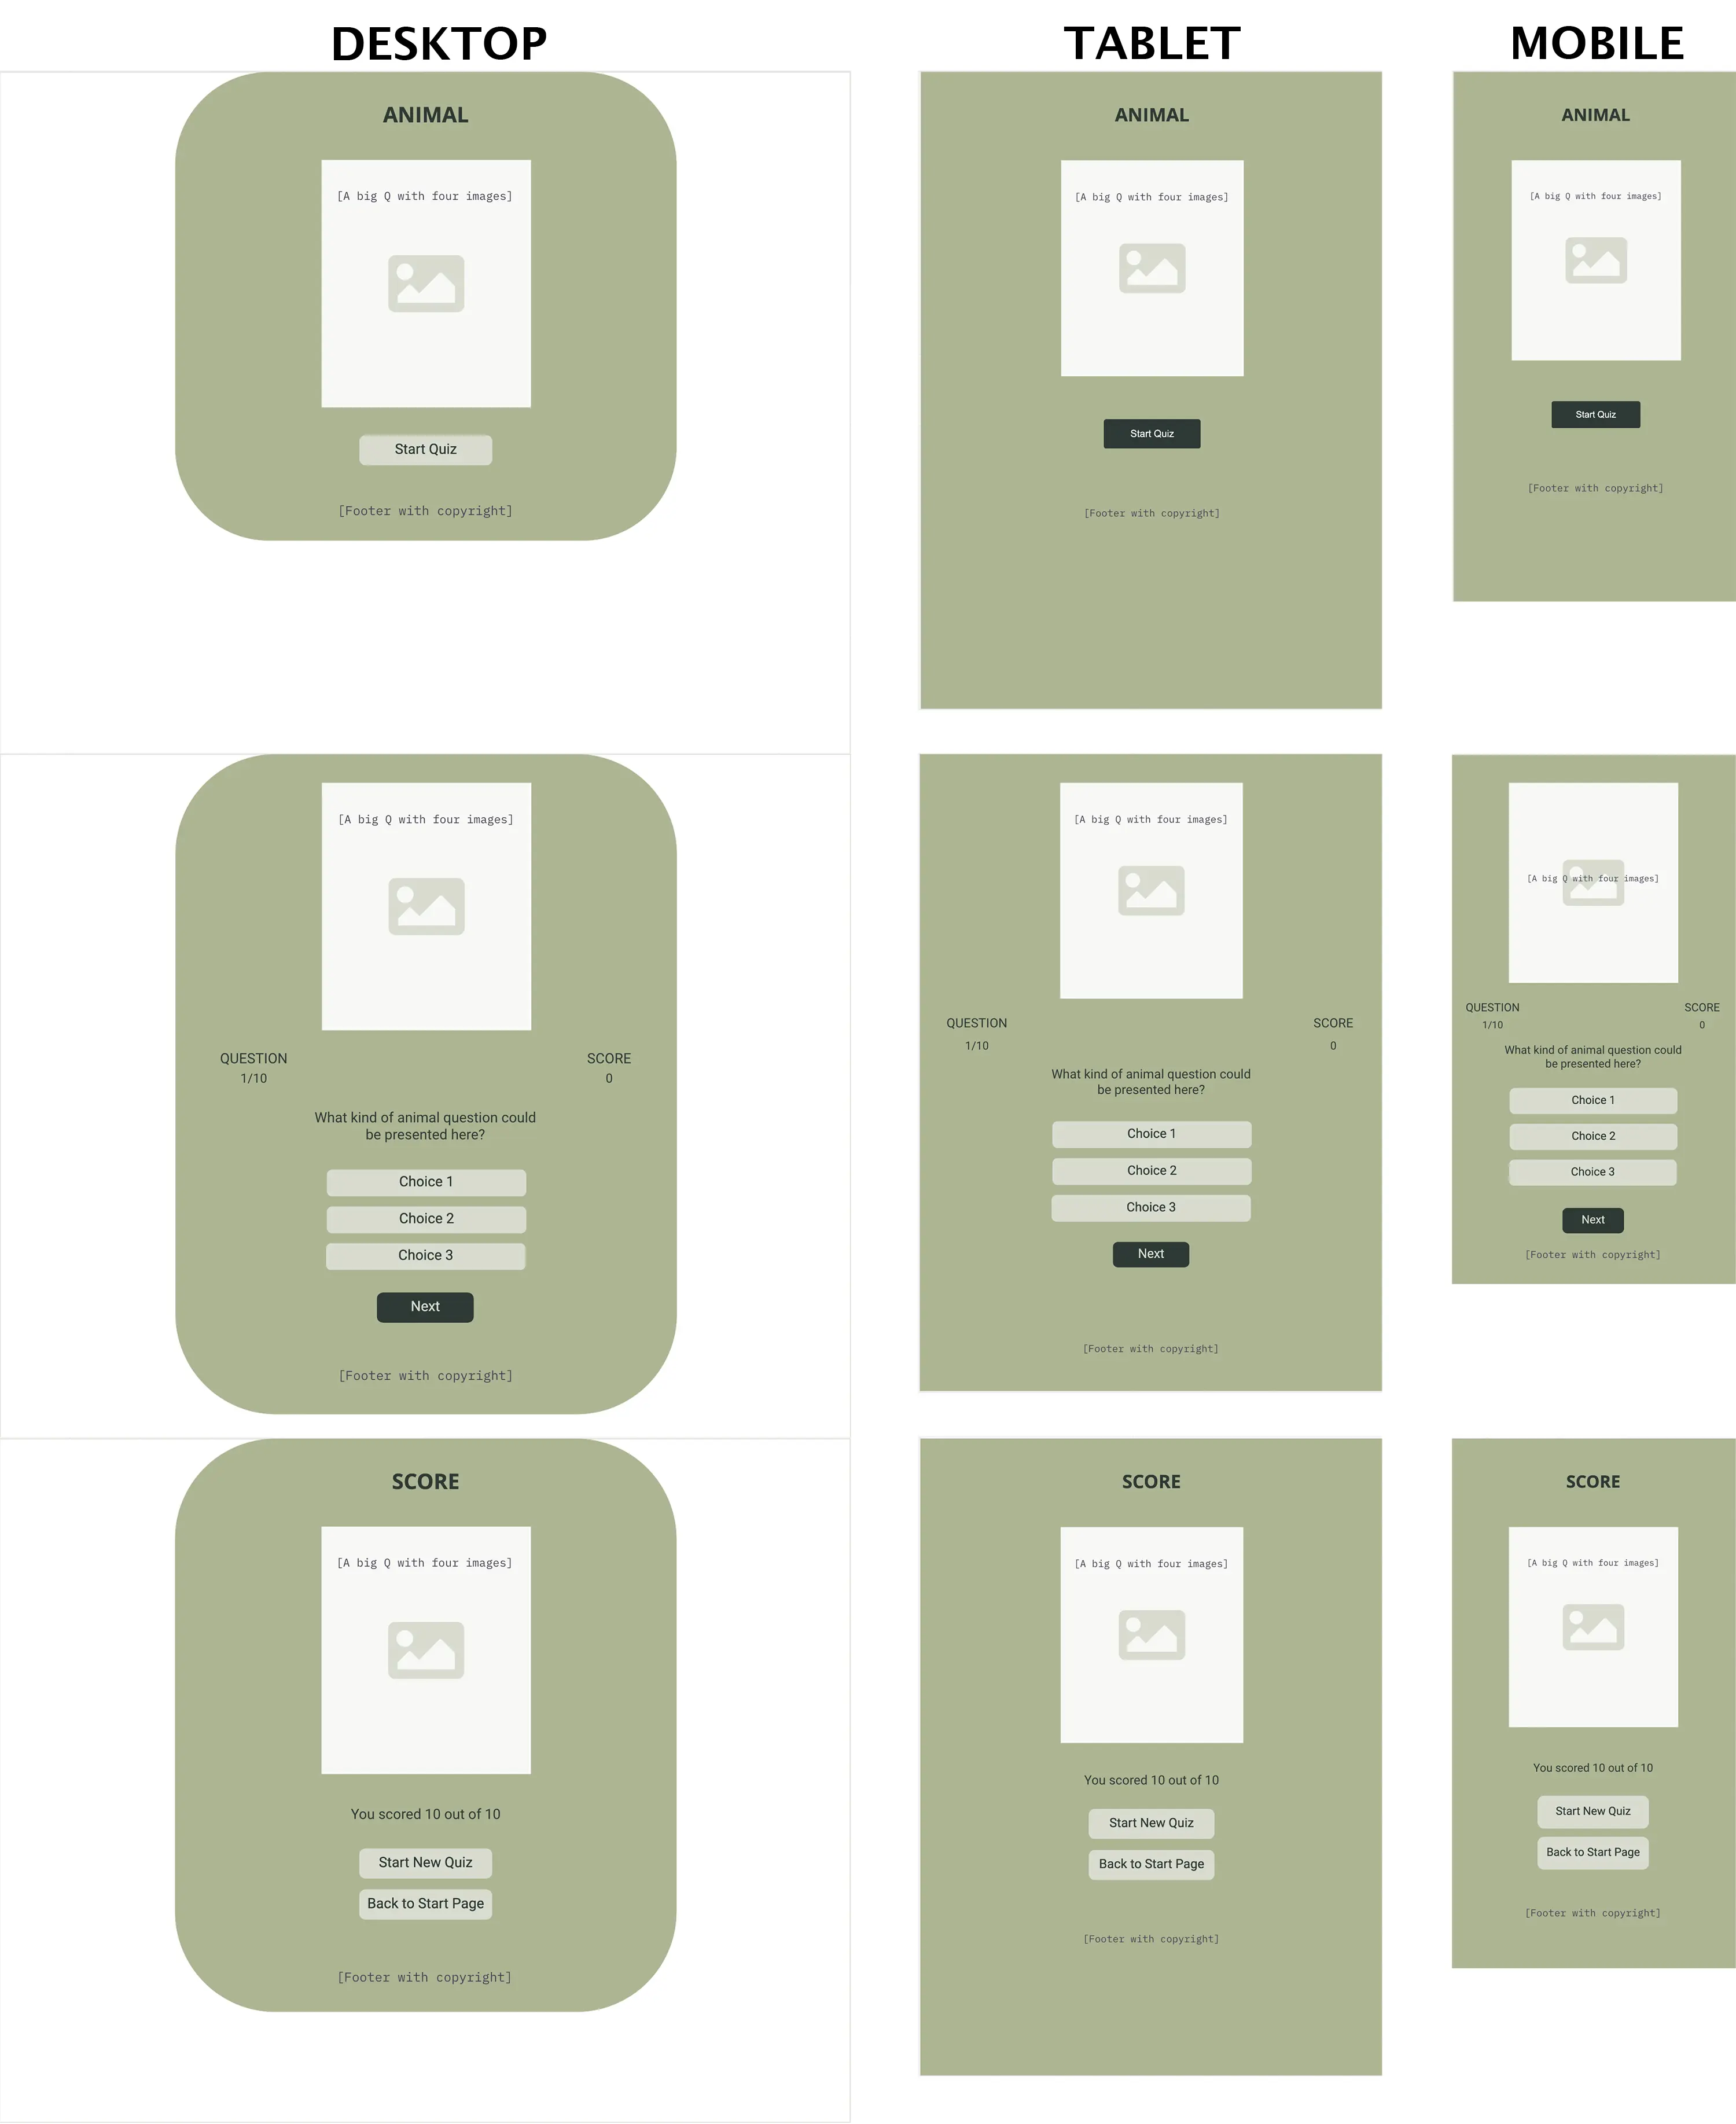 DESKTOP
TABLET
MOBILE
ANIMAL
[A big Q with four images]
Start Quiz
[Footer with copyright]
ANIMAL
[A big Q with four images]
Start Quiz
[Footer with copyright]
ANIMAL
[A big Q with four images]
Start Quiz
[Footer with copyright]
[A big Q with four images]
QUESTION
1/10
SCORE
0
What kind of animal question could
be presented here?
Choice 1
Choice 2
Choice 3
Next
[Footer with copyright]
[A big Q with four images]
QUESTION
1/10
SCORE
0
What kind of animal question could
be presented here?
Choice 1
Choice 2
Choice 3
Next
[Footer with copyright]
[A big Q with four images]
QUESTION
1/10
SCORE
0
What kind of animal question could
be presented here?
Choice 1
Choice 2
Choice 3
Next
[Footer with copyright]
SCORE
[A big Q with four images]
You scored 10 out of 10
Start New Quiz
Back to Start Page
[Footer with copyright]
SCORE
[A big Q with four images]
You scored 10 out of 10
Start New Quiz
Back to Start Page
[Footer with copyright]
SCORE
[A big Q with four images]
You scored 10 out of 10
Start New Quiz
Back to Start Page
[Footer with copyright]